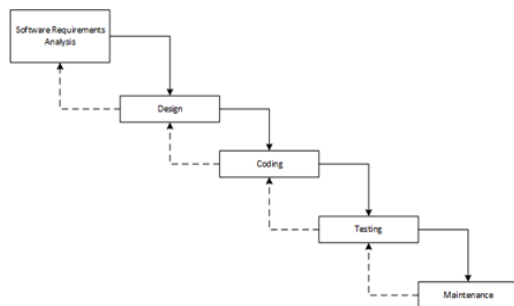 Software Requirements
Analysis
Design
Coding
Testing
Maintenance